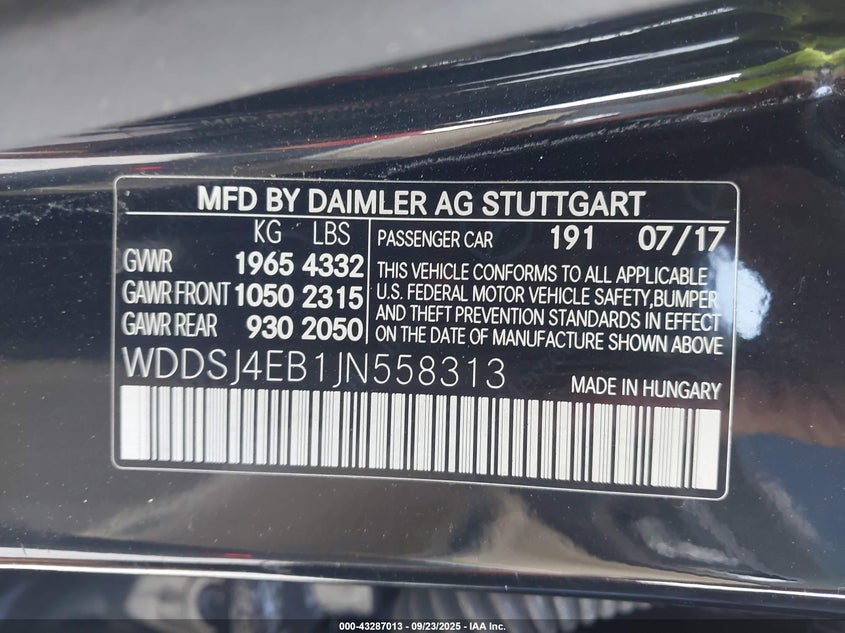 MFD BY DAIMLER AG STUTTGART
KG LBS
GVWR 1965 4332
GAWR FRONT 1050 2315
GAWR REAR 930 2050
PASSENGER CAR 191 07/17
THIS VEHICLE CONFORMS TO ALL APPLICABLE
U.S. FEDERAL MOTOR VEHICLE SAFETY,BUMPER
AND THEFT PREVENTION STANDARDS IN EFFECT
ON THE DATE OF MANUFACTURE SHOWN ABOVE
WDDSJ4EB1JN558313
MADE IN HUNGARY
000-43287013 - 09/23/2025 - IAA Inc.